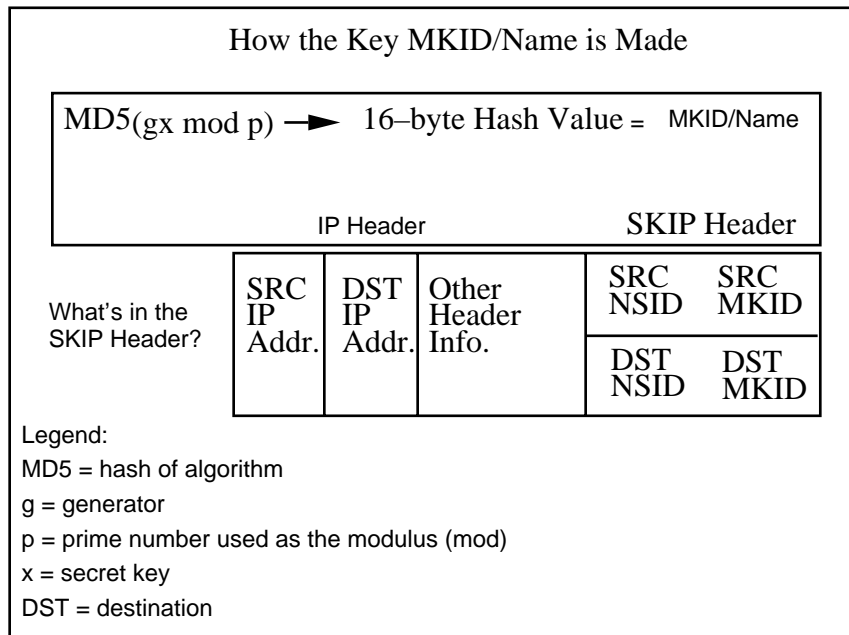 How the Key MKID/Name is Made
MD5(gx mod p) → 16–byte Hash Value = MKID/Name
IP Header SKIP Header
What's in the
SKIP Header?
SRC
IP
Addr.
DST
IP
Addr.
Other
Header
Info.
SRC
NSID
SRC
MKID
DST
NSID
DST
MKID
Legend:
MD5 = hash of algorithm
g = generator
p = prime number used as the modulus (mod)
x = secret key
DST = destination